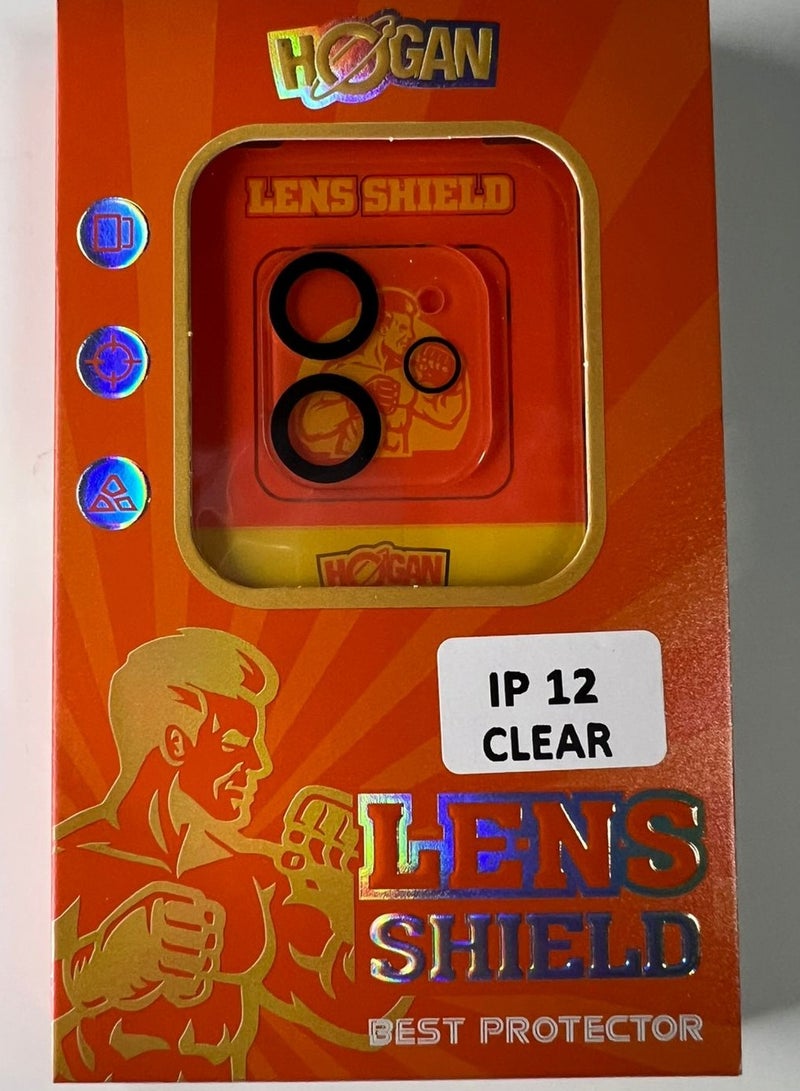 HOGAN
LENS SHIELD
HOGAN
IP 12
CLEAR
LENS
SHIELD
BEST PROTECTOR